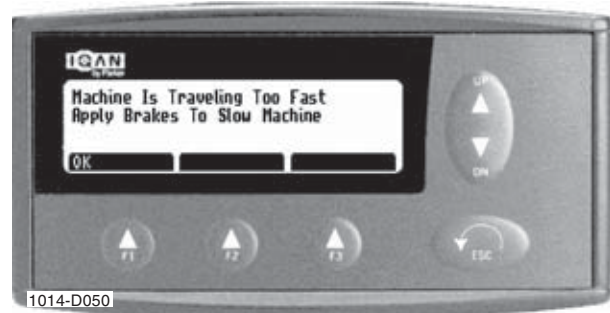 IQAN
by Parker
Machine Is Traveling Too Fast
Apply Brakes To Slow Machine
OK
UP
DN
F1
F2
F3
ESC
1014-D050